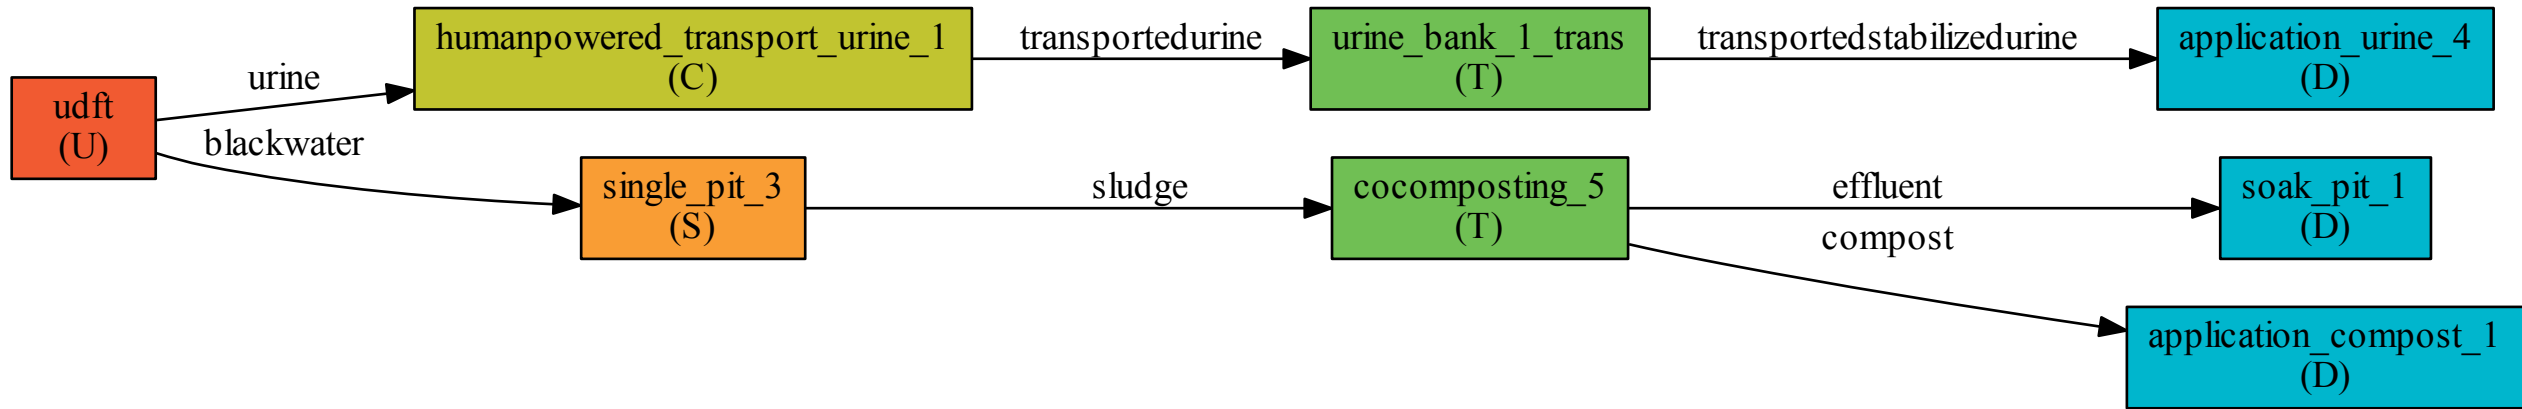 udft
(U)
urine
blackwater
humanpowered_transport_urine_1
(C)
transportedurine
urine_bank_1_trans
(T)
transportedstabilizedurine
application_urine_4
(D)
single_pit_3
(S)
sludge
cocomposting_5
(T)
effluent
compost
soak_pit_1
(D)
application_compost_1
(D)